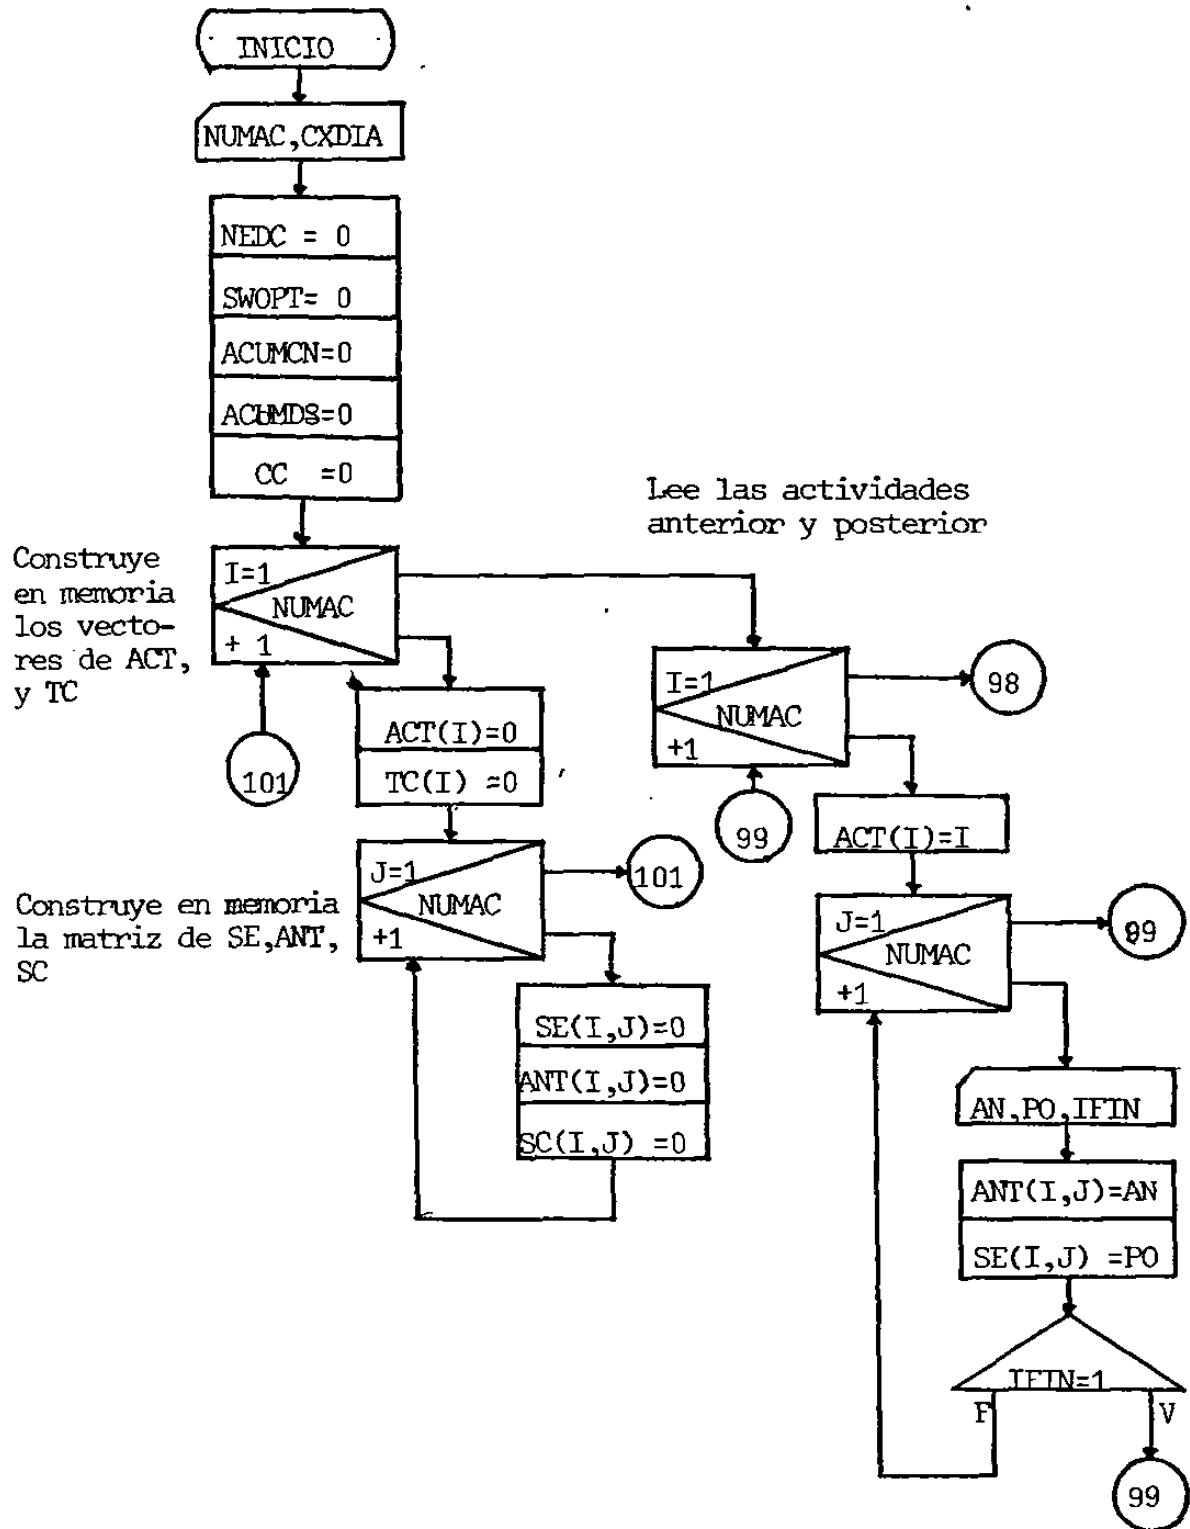 INICIO
NUMAC,CXDIA
NEDC = 0
SWOPT= 0
ACUMCN=0
ACUMDS=0
CC =0
Construye
en memoria
los vecto-
res de ACT,
y TC
I=1
NUMAC
+ 1
101
ACT(I)=0
TC(I) =0
Construye en memoria
la matriz de SE,ANT,
SC
J=1
NUMAC
+1
101
SE(I,J)=0
ANT(I,J)=0
SC(I,J) =0
Lee las actividades
anterior y posterior
I=1
NUMAC
+1
98
99
ACT(I)=I
J=1
NUMAC
+1
99
AN,PO,IFIN
ANT(I,J)=AN
SE(I,J) =PO
IFIN=1
F
V
99